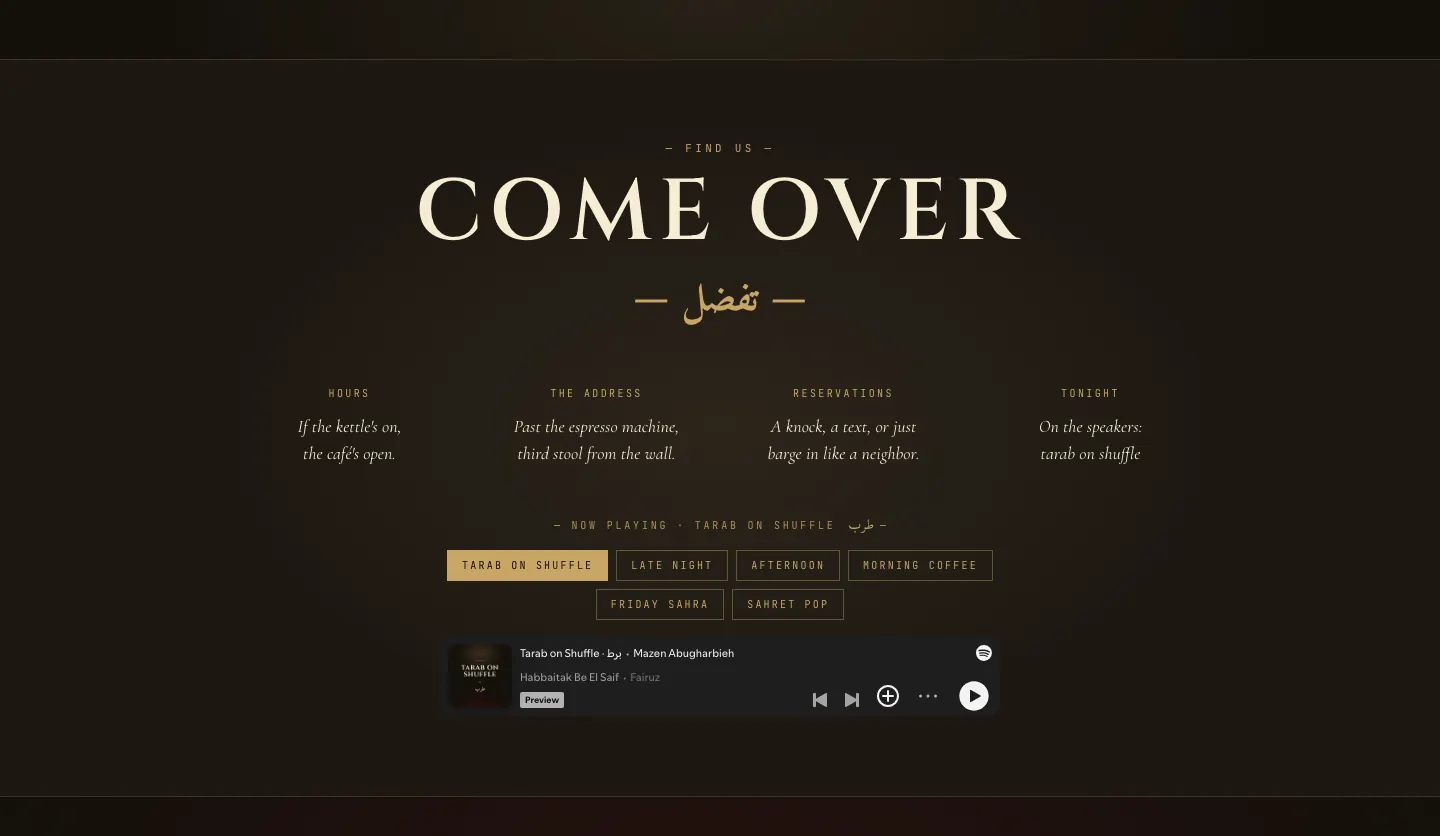 — FIND US —
COME OVER
— تفضل —
HOURS
If the kettle's on,
the café's open.
THE ADDRESS
Past the espresso machine,
third stool from the wall.
RESERVATIONS
A knock, a text, or just
barge in like a neighbor.
TONIGHT
On the speakers:
tarab on shuffle
— NOW PLAYING · TARAB ON SHUFFLE طرب —
TARAB ON SHUFFLE
LATE NIGHT
AFTERNOON
MORNING COFFEE
FRIDAY SAHRA
SAHRET POP
TARAB ON
SHUFFLE
طرب
Tarab on Shuffle · برط • Mazen Abugharbieh
Habbaitak Be El Saif • Fairuz
Preview